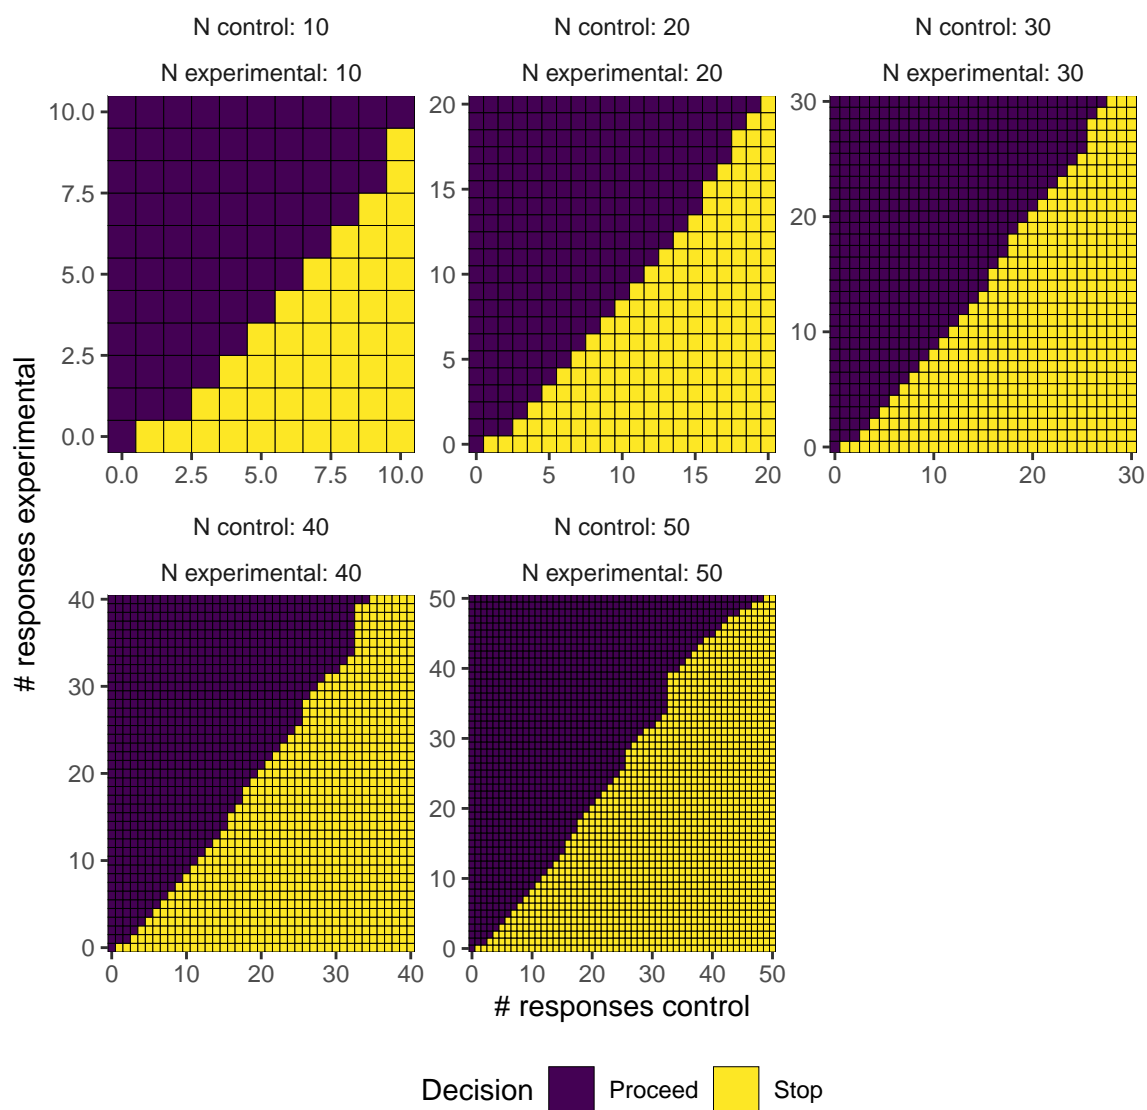 N control: 10
N experimental: 10
N control: 20
N experimental: 20
N control: 30
N experimental: 30
10.0
7.5
5.0
2.5
0.0
0.0 2.5 5.0 7.5 10.0
20
15
10
5
0
0 5 10 15 20
30
20
10
0
0 10 20 30
# responses experimental
N control: 40
N experimental: 40
N control: 50
N experimental: 50
40
30
20
10
0
0 10 20 30 40
50
40
30
20
10
0
0 10 20 30 40 50
# responses control
Decision Proceed Stop